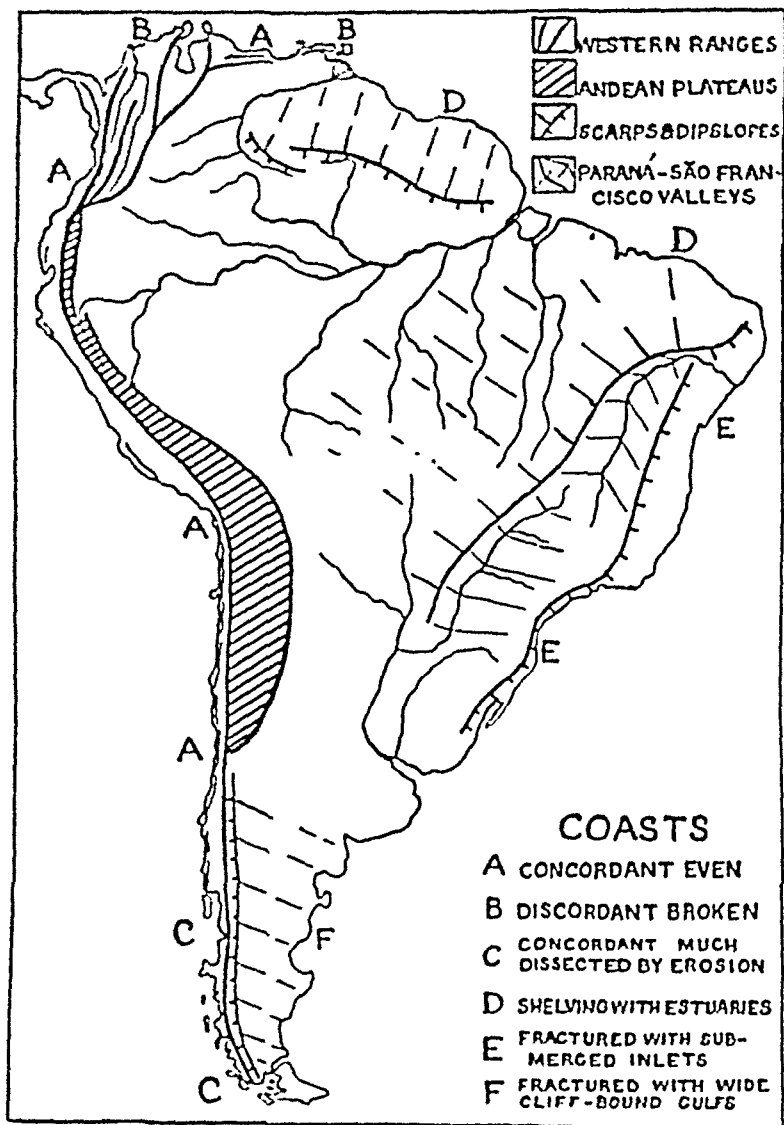 B
A
B
WESTERN RANGES
ANDEAN PLATEAUS
SCARPS&DIPSLOPES
PARANÁ-SÃO FRAN-
CISCO VALLEYS
D
A
D
E
A
E
A
C
F
C
COASTS
A CONCORDANT EVEN
B DISCORDANT BROKEN
C CONCORDANT MUCH
DISSECTED BY EROSION
D SHELVING WITH ESTUARIES
E FRACTURED WITH SUB-
MERGED INLETS
F FRACTURED WITH WIDE
CLIFF-BOUND GULFS